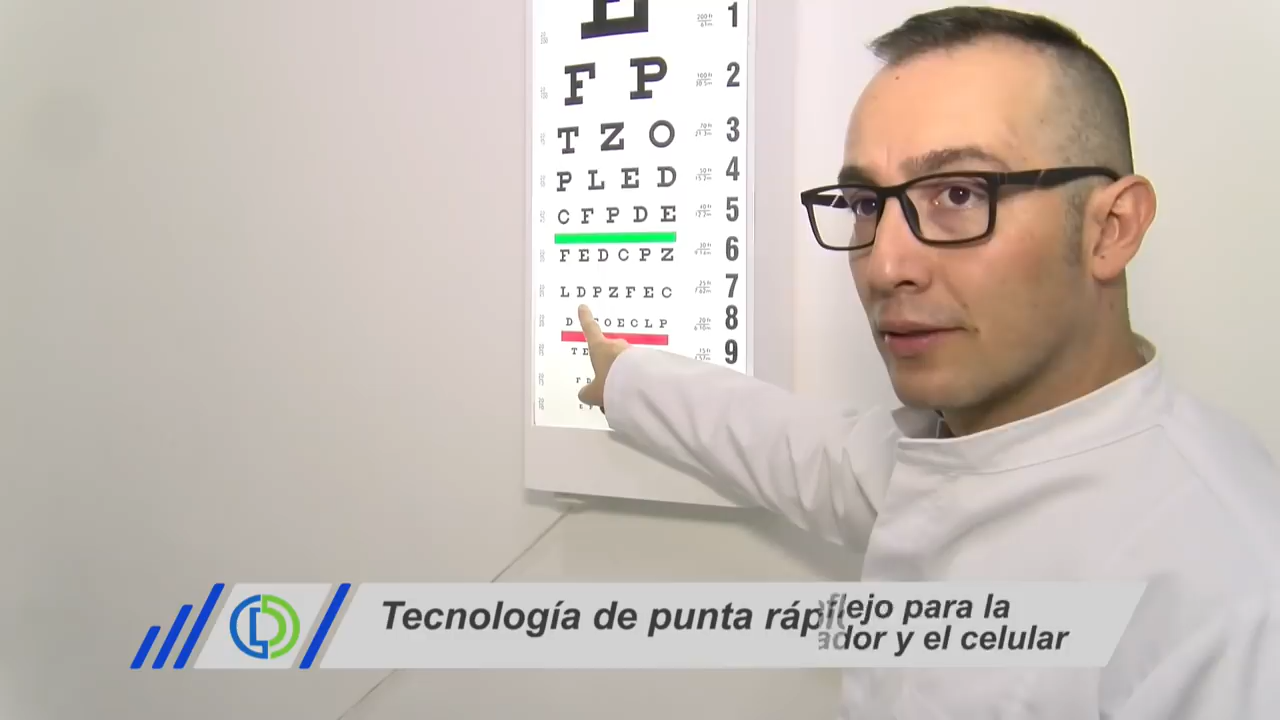 E 1
F P 2
T Z O 3
P L E D 4
C F P D E 5
F E D C P Z 6
L D P Z F E C 7
D O E C L P 8
T E 9
Tecnología de punta ráp
flejo para la
ador y el celular